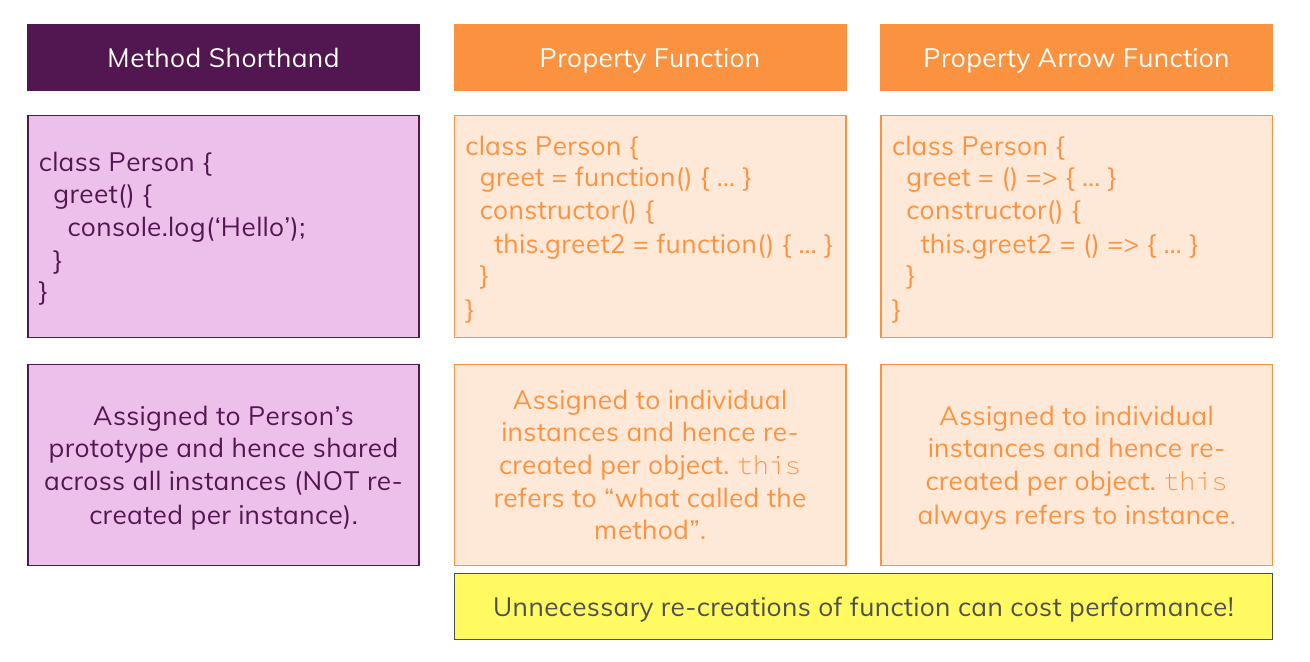 Method Shorthand
Property Function
Property Arrow Function
class Person {
greet() {
console.log(‘Hello’);
}
}
class Person {
greet = function() { … }
constructor() {
this.greet2 = function() { … }
}
}
class Person {
greet = () => { … }
constructor() {
this.greet2 = () => { … }
}
}
Assigned to Person’s
prototype and hence shared
across all instances (NOT re-
created per instance).
Assigned to individual
instances and hence re-
created per object. this
refers to “what called the
method”.
Assigned to individual
instances and hence re-
created per object. this
always refers to instance.
Unnecessary re-creations of function can cost performance!